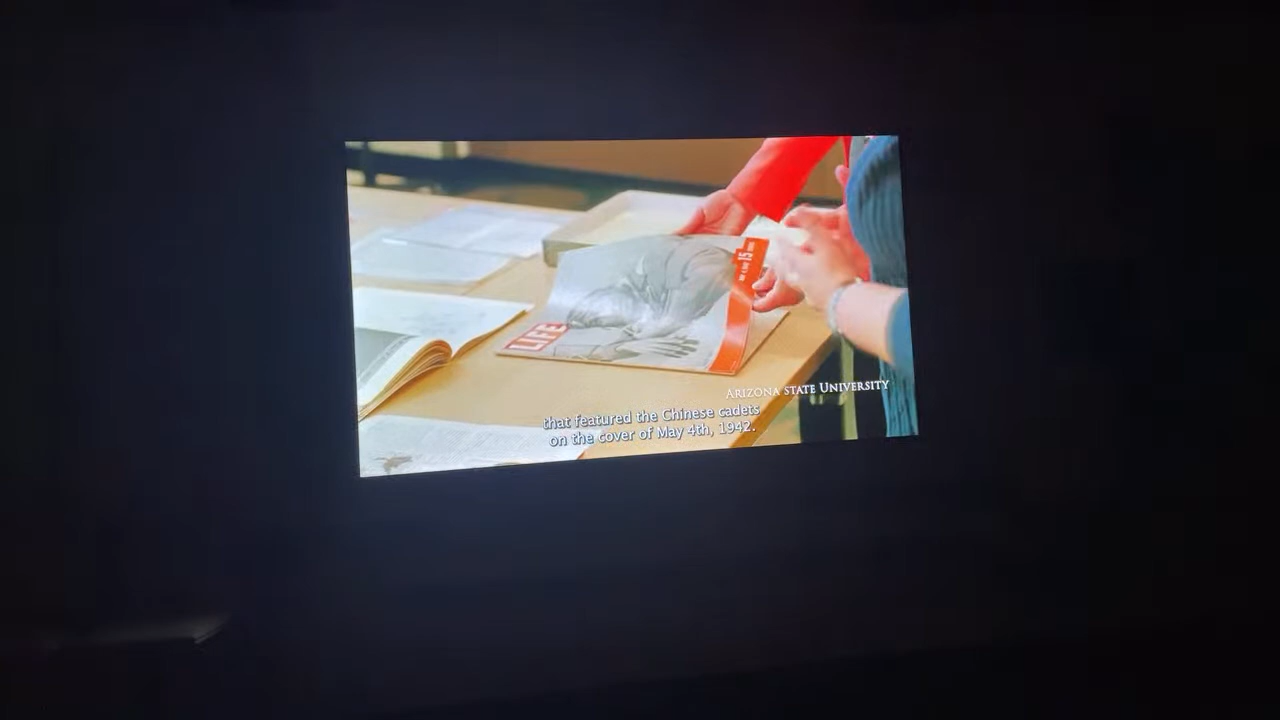 15
LIFE
ARIZONA STATE UNIVERSITY
that featured the Chinese cadets
on the cover of May 4th, 1942.